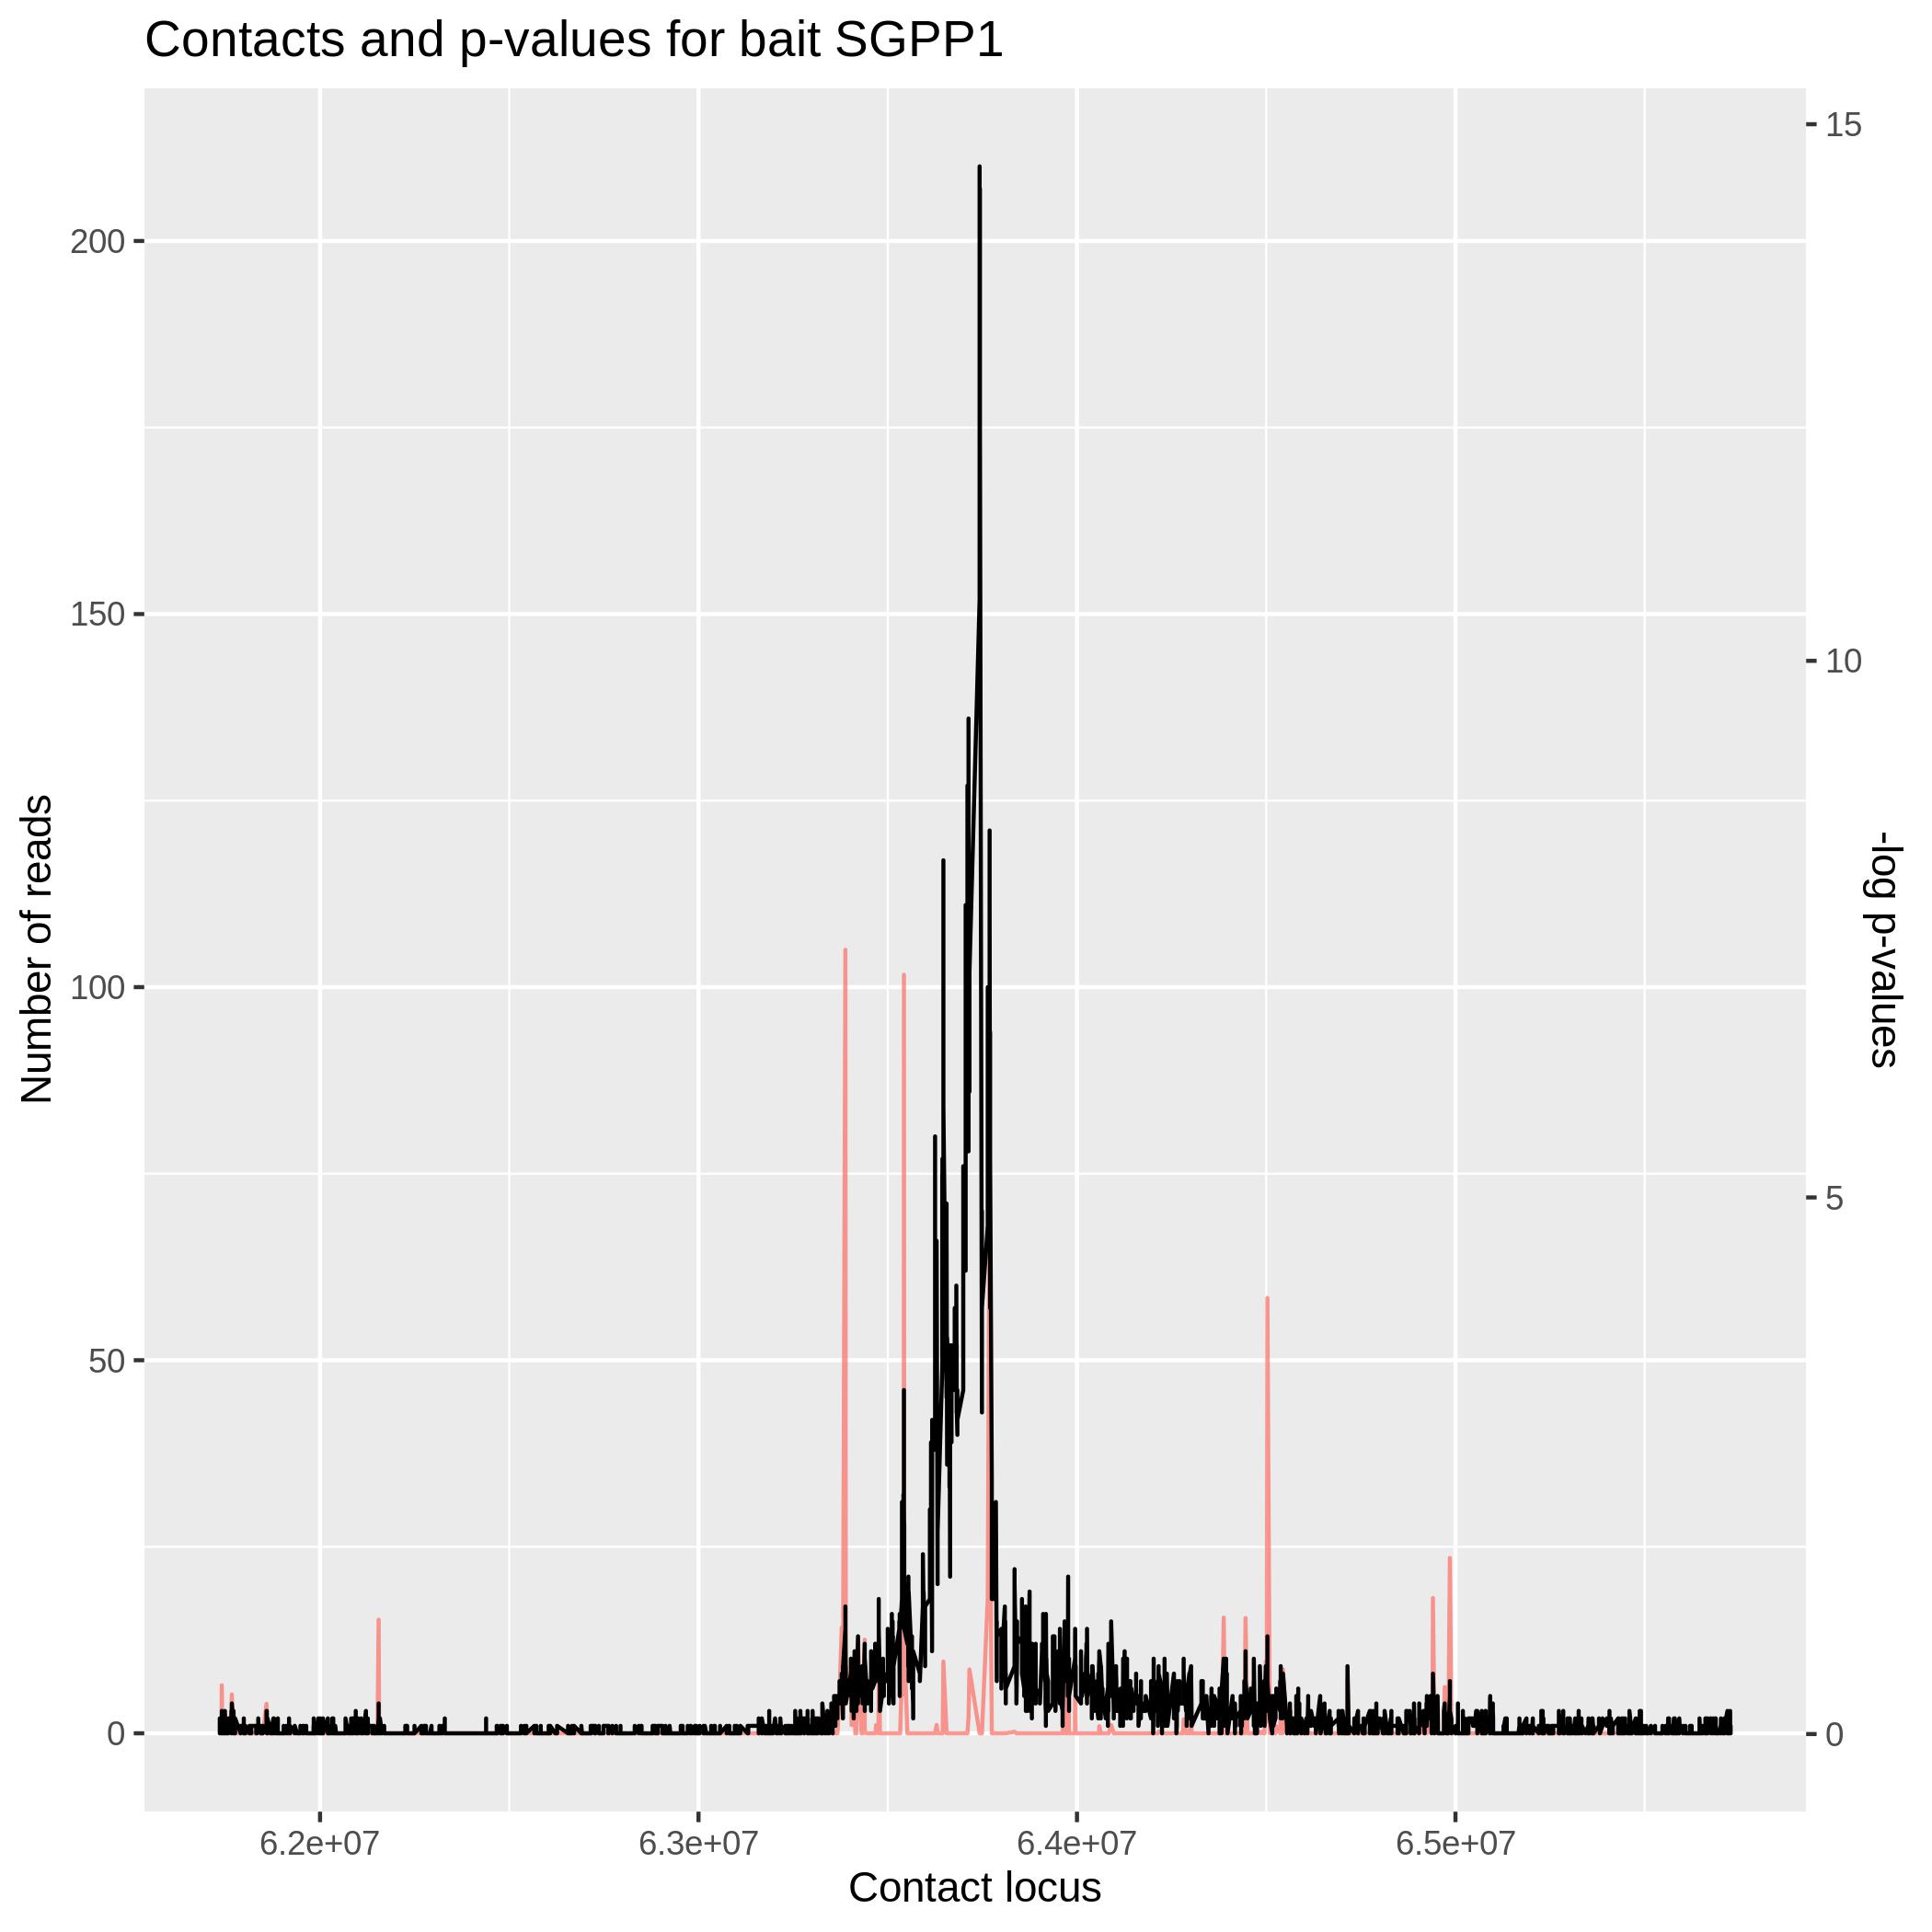 Contacts and p-values for bait SGPP1
15
200
150
10
Number of reads
-log p-values
100
5
50
0
0
6.2e+07
6.3e+07
6.4e+07
6.5e+07
Contact locus